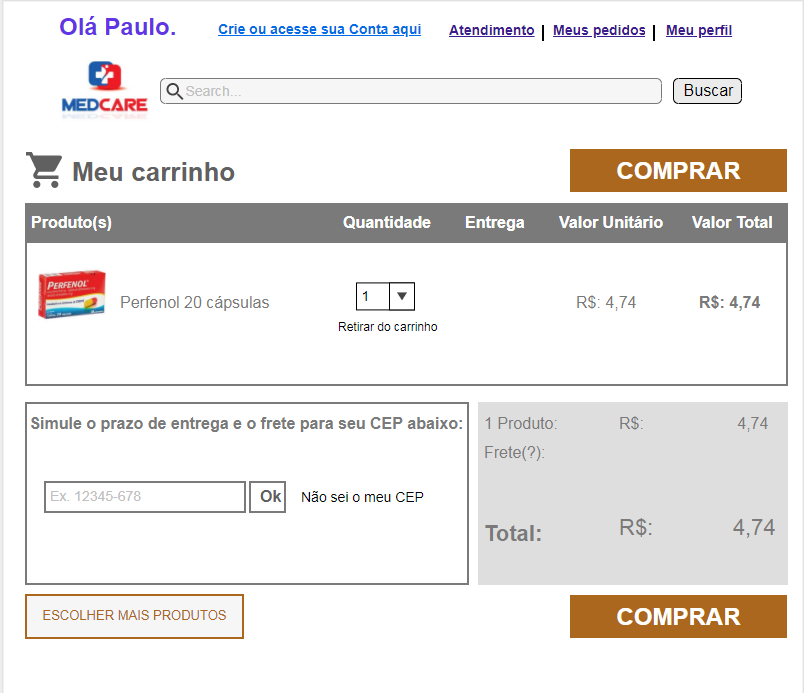 Olá Paulo.
Crie ou acesse sua Conta aqui
Atendimento | Meus pedidos | Meu perfil
MEDCARE
Search...
Buscar
Meu carrinho
COMPRAR
Produto(s) Quantidade Entrega Valor Unitário Valor Total
PERFENOL
Perfenol 20 cápsulas
1
Retirar do carrinho
R$: 4,74
R$: 4,74
Simule o prazo de entrega e o frete para seu CEP abaixo:
Ex. 12345-678
Ok
Não sei o meu CEP
1 Produto: R$: 4,74
Frete(?):
Total: R$: 4,74
ESCOLHER MAIS PRODUTOS
COMPRAR